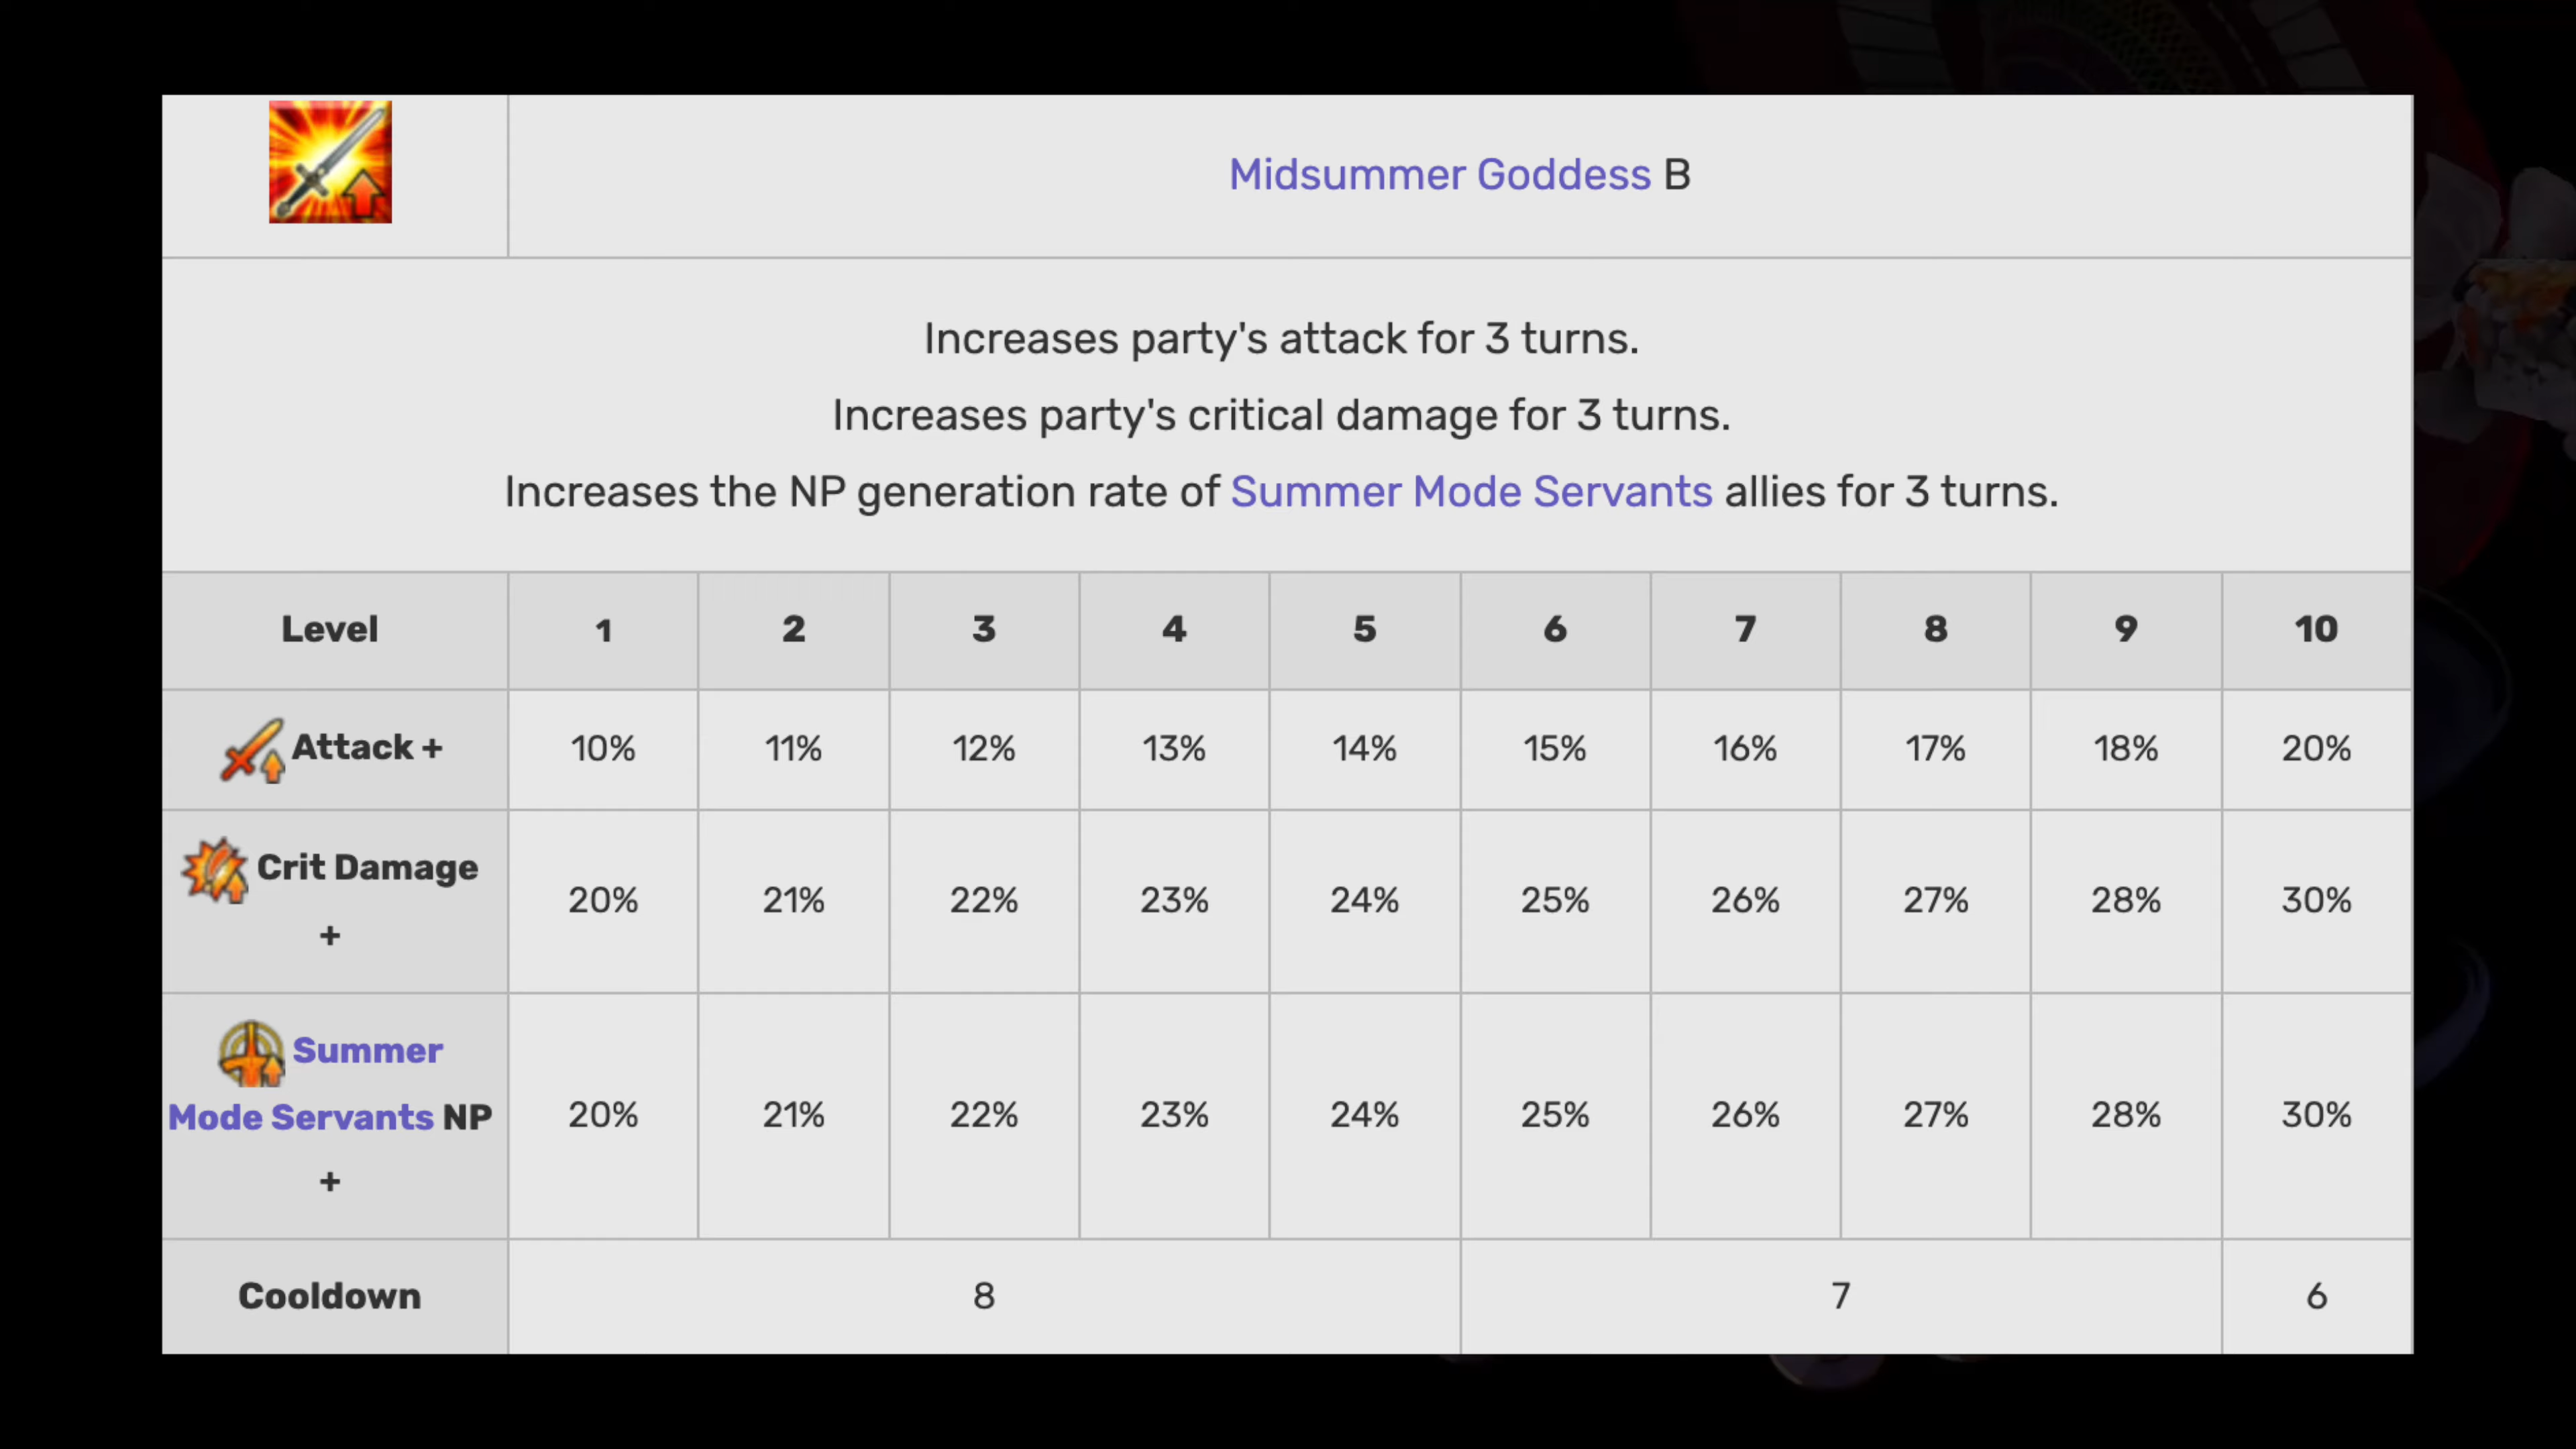 Midsummer Goddess B
Increases party's attack for 3 turns.
Increases party's critical damage for 3 turns.
Increases the NP generation rate of Summer Mode Servants allies for 3 turns.
Level 1 2 3 4 5 6 7 8 9 10
Attack + 10% 11% 12% 13% 14% 15% 16% 17% 18% 20%
Crit Damage
+
20% 21% 22% 23% 24% 25% 26% 27% 28% 30%
Summer
Mode Servants NP
+
20% 21% 22% 23% 24% 25% 26% 27% 28% 30%
Cooldown 8 7 6